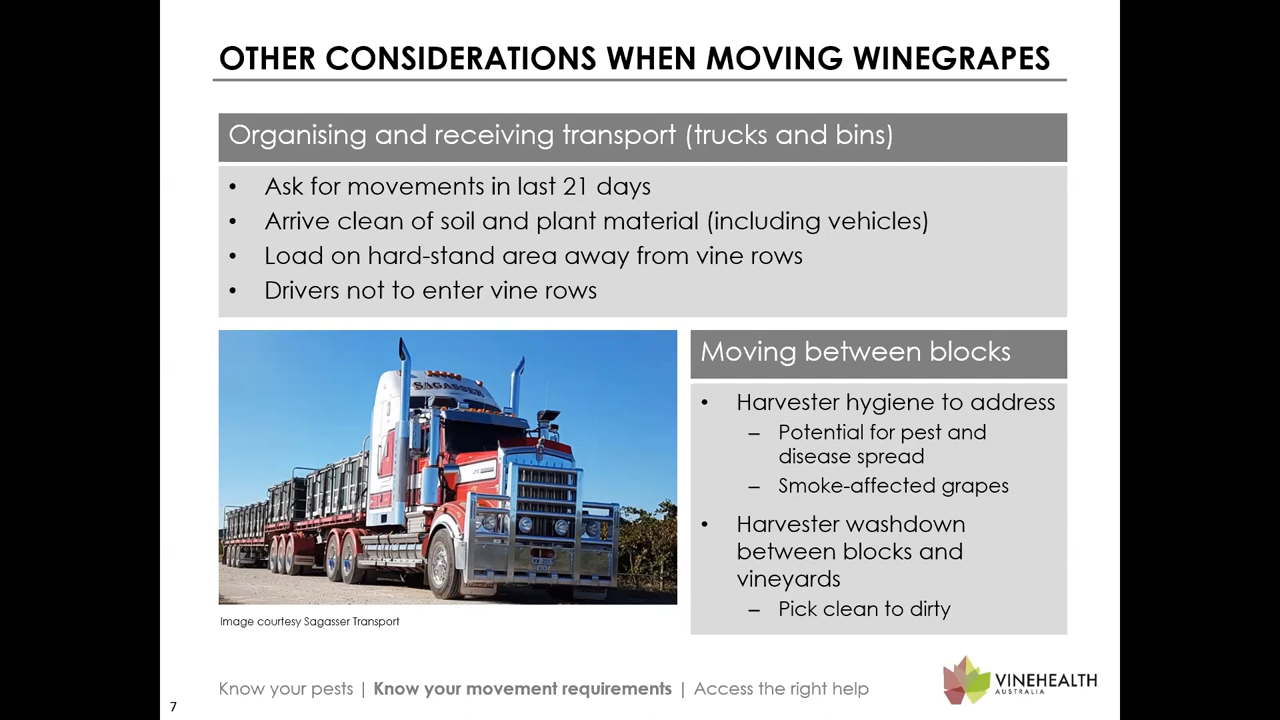 OTHER CONSIDERATIONS WHEN MOVING WINEGRAPES
Organising and receiving transport (trucks and bins)
• Ask for movements in last 21 days
• Arrive clean of soil and plant material (including vehicles)
• Load on hard-stand area away from vine rows
• Drivers not to enter vine rows
SAGASSER
Image courtesy Sagasser Transport
Moving between blocks
• Harvester hygiene to address
– Potential for pest and
disease spread
– Smoke-affected grapes
• Harvester washdown
between blocks and
vineyards
– Pick clean to dirty
Know your pests | Know your movement requirements | Access the right help
VINEHEALTH
AUSTRALIA
7